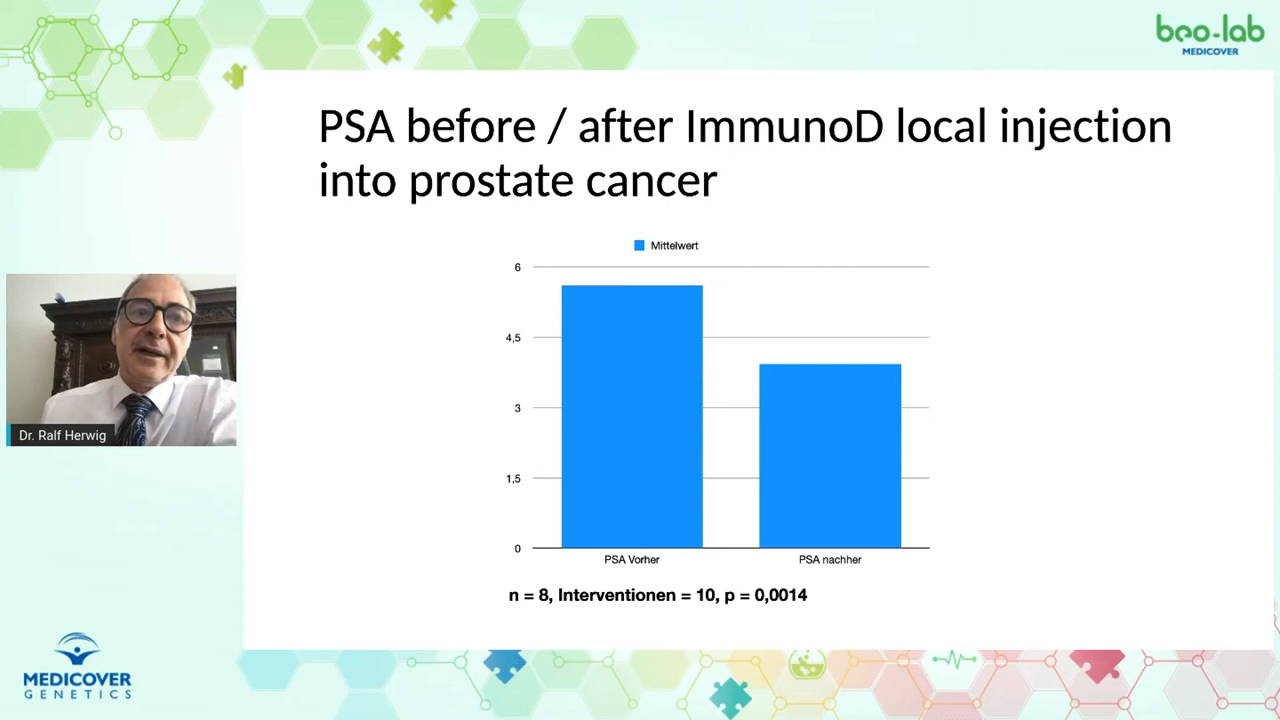 beo-lab
MEDICOVER
PSA before / after ImmunoD local injection
into prostate cancer
Mittelwert
6
4,5
3
1,5
0
PSA Vorher
PSA nachher
n = 8, Interventionen = 10, p = 0,0014
Dr. Ralf Herwig
MEDICOVER
GENETICS